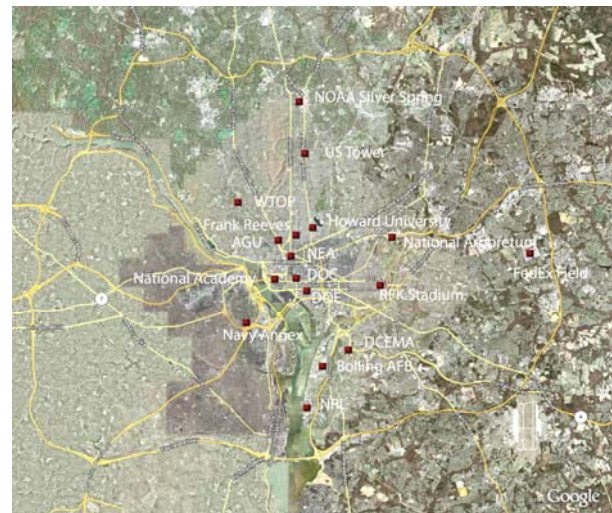 NOAA Silver Spring
US Tower
WTOP
Howard University
Frank Reeves
AGU
National Arboretum
NEA
FedEx Field
National Academy
DOC
DOE
RFK Stadium
Navy Annex
DCEMA
Bolling AFB
NRL
Google